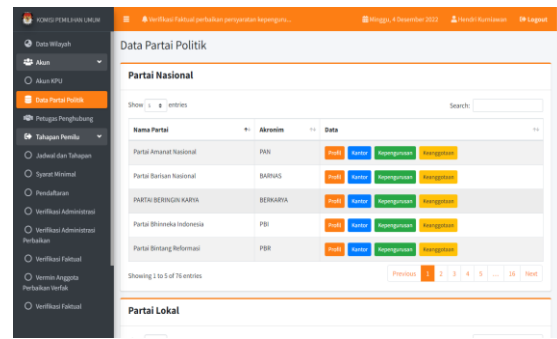 KOMISI PEMILIHAN UMUM
Verifikasi Faktual perbaikan persyaratan kepenguru...
Minggu, 4 Desember 2022
Hendri Kurniawan
Logout
Data Wilayah
Akun
Akun KPU
Data Partai Politik
Petugas Penghubung
Tahapan Pemilu
Jadwal dan Tahapan
Syarat Minimal
Pendaftaran
Verifikasi Administrasi
Verifikasi Administrasi
Perbaikan
Verifikasi Faktual
Vermin Anggota
Perbaikan Verfak
Verifikasi Faktual
Data Partai Politik
Partai Nasional
Show 5 entries
Search:
Nama Partai Akronim Data
Partai Amanat Nasional PAN Profil Kantor Kepengurusan Keanggotaan
Partai Barisan Nasional BARNAS Profil Kantor Kepengurusan Keanggotaan
PARTAI BERINGIN KARYA BERKARYA Profil Kantor Kepengurusan Keanggotaan
Partai Bhinneka Indonesia PBI Profil Kantor Kepengurusan Keanggotaan
Partai Bintang Reformasi PBR Profil Kantor Kepengurusan Keanggotaan
Showing 1 to 5 of 76 entries
Previous 1 2 3 4 5 ... 16 Next
Partai Lokal